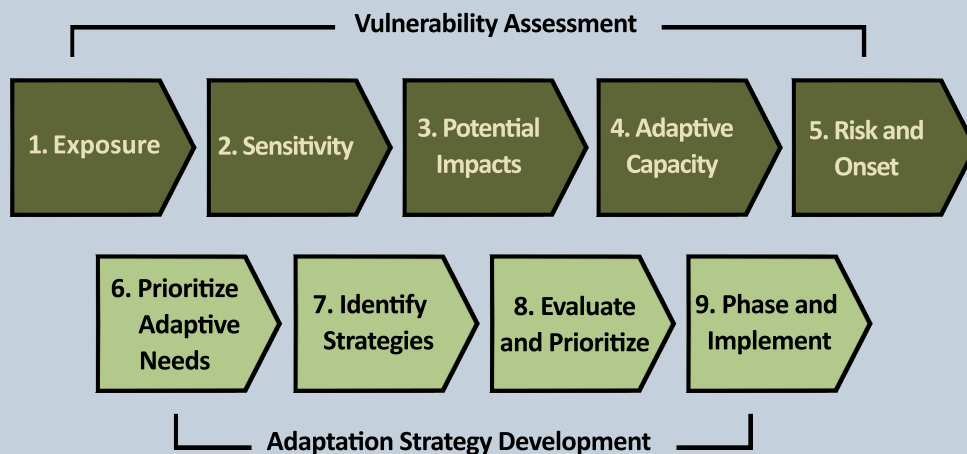 Vulnerability Assessment
1. Exposure
2. Sensitivity
3. Potential
Impacts
4. Adaptive
Capacity
5. Risk and
Onset
6. Prioritize
Adaptive
Needs
7. Identify
Strategies
8. Evaluate
and Prioritize
9. Phase and
Implement
Adaptation Strategy Development